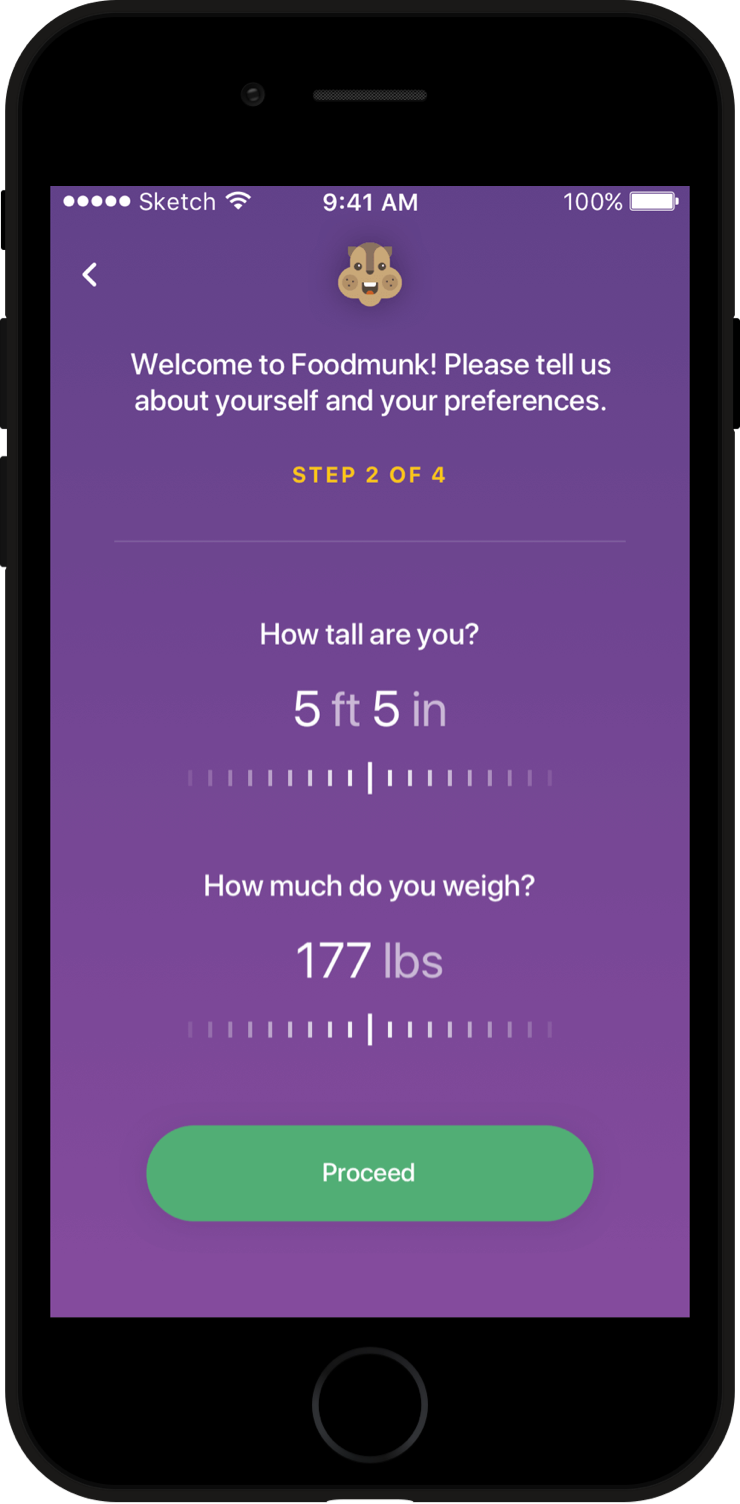 Sketch 9:41 AM 100%
Welcome to Foodmunk! Please tell us
about yourself and your preferences.
STEP 2 OF 4
How tall are you?
5 ft 5 in
How much do you weigh?
177 lbs
Proceed